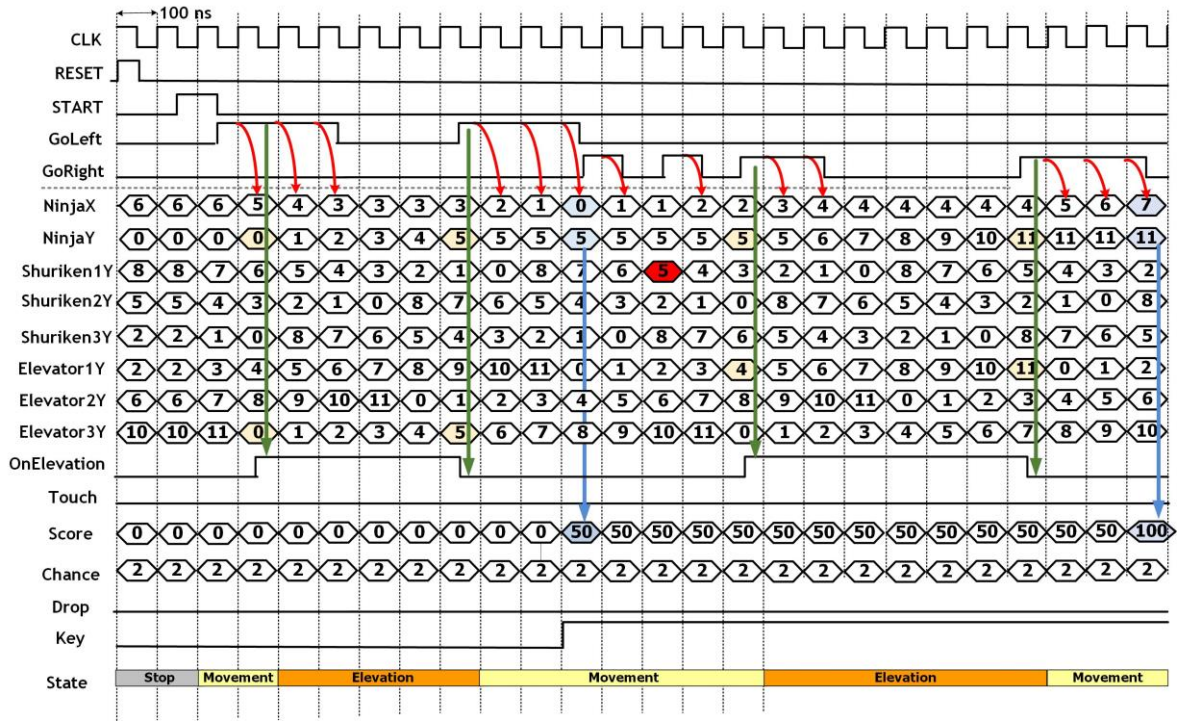 100 ns
CLK
RESET
START
GoLeft
GoRight
NinjaX 6 6 6 5 4 3 3 3 3 2 1 0 1 1 2 2 3 4 4 4 4 4 4 5 6 7
NinjaY 0 0 0 0 1 2 3 4 5 5 5 5 5 5 5 5 5 6 7 8 9 10 11 11 11 11
Shuriken1Y 8 8 7 6 5 4 3 2 1 0 8 7 6 5 4 3 2 1 0 8 7 6 5 4 3 2
Shuriken2Y 5 5 4 3 2 1 0 8 7 6 5 4 3 2 1 0 8 7 6 5 4 3 2 1 0 8
Shuriken3Y 2 2 1 0 8 7 6 5 4 3 2 1 0 8 7 6 5 4 3 2 1 0 8 7 6 5
Elevator1Y 2 2 3 4 5 6 7 8 9 10 11 0 1 2 3 4 5 6 7 8 9 10 11 0 1 2
Elevator2Y 6 6 7 8 9 10 11 0 1 2 3 4 5 6 7 8 9 10 11 0 1 2 3 4 5 6
Elevator3Y 10 10 11 0 1 2 3 4 5 6 7 8 9 10 11 0 1 2 3 4 5 6 7 8 9 10
OnElevation
Touch
Score 0 0 0 0 0 0 0 0 0 0 0 50 50 50 50 50 50 50 50 50 50 50 50 50 50 100
Chance 2 2 2 2 2 2 2 2 2 2 2 2 2 2 2 2 2 2 2 2 2 2 2 2 2 2
Drop
Key
State Stop Movement Elevation Movement Elevation Movement